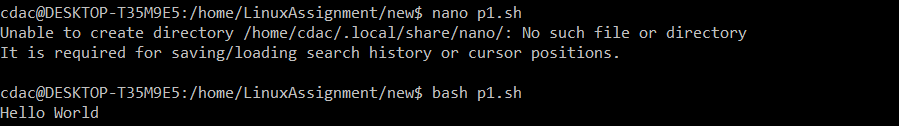 cdac@DESKTOP-T35M9E5:/home/LinuxAssignment/new$ nano p1.sh
Unable to create directory /home/cdac/.local/share/nano/: No such file or directory
It is required for saving/loading search history or cursor positions.
cdac@DESKTOP-T35M9E5:/home/LinuxAssignment/new$ bash p1.sh
Hello World